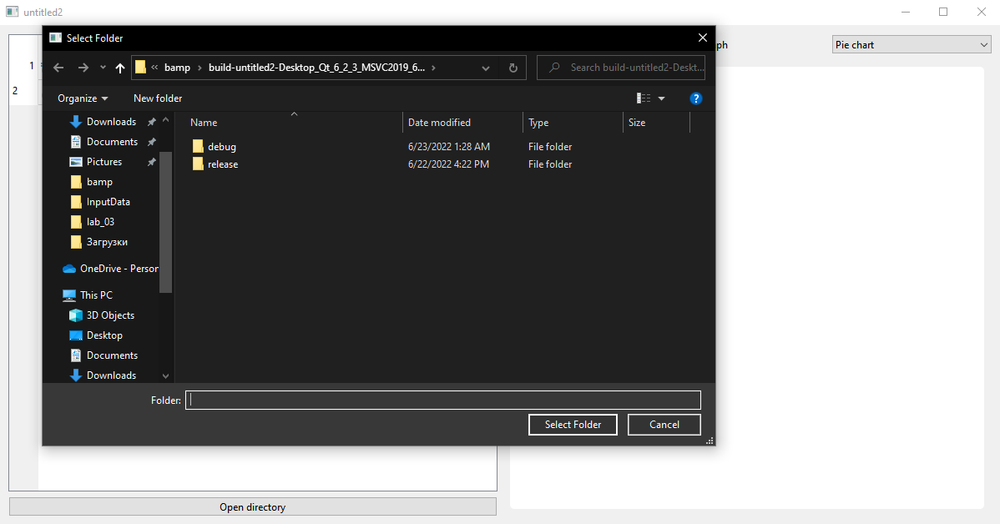 untitled2
Select Folder
« bamp › build-untitled2-Desktop_Qt_6_2_3_MSVC2019_6... ›
Search build-untitled2-Deskt...
ph
Pie chart
1
2
Organize
New folder
?
Downloads
Documents
Pictures
bamp
InputData
lab_03
Загрузки
OneDrive - Person
This PC
3D Objects
Desktop
Documents
Downloads
Name Date modified Type Size
debug 6/23/2022 1:28 AM File folder
release 6/22/2022 4:22 PM File folder
Folder:
Select Folder Cancel
Open directory